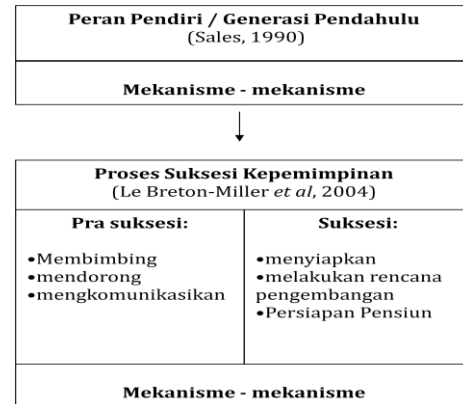 Peran Pendiri / Generasi Pendahulu
(Sales, 1990)
Mekanisme - mekanisme
Proses Suksesi Kepemimpinan
(Le Breton-Miller et al, 2004)
Pra suksesi:
•Membimbing
•mendorong
•mengkomunikasikan
Suksesi:
•menyiapkan
•melakukan rencana
pengembangan
•Persiapan Pensiun
Mekanisme - mekanisme